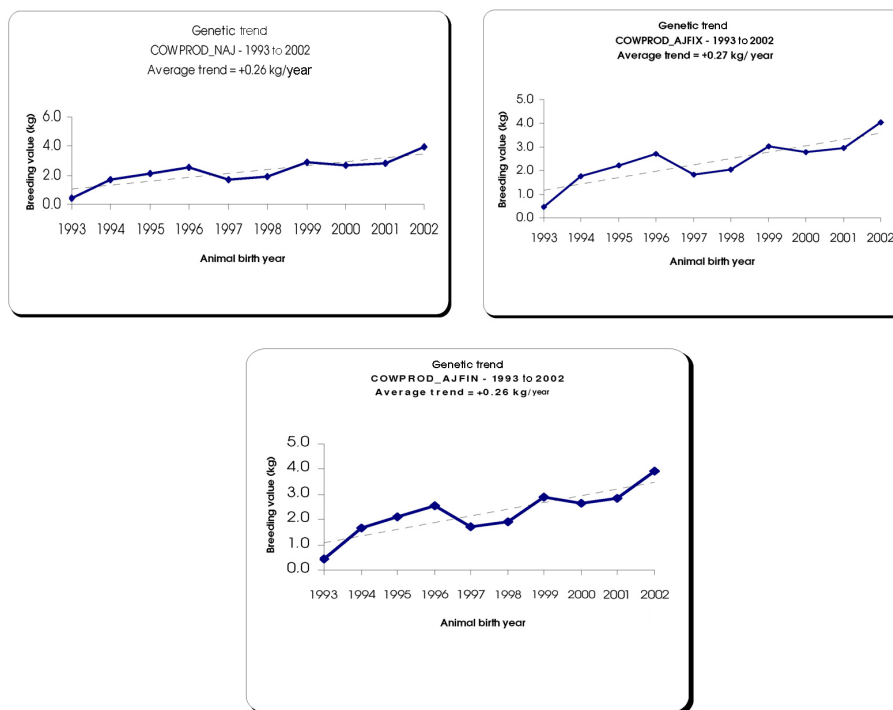 Genetic trend
COWPROD_NAJ - 1993 to 2002
Average trend = +0.26 kg/year
Breeding value (kg)
6.0
4.0
2.0
0.0
1993 1994 1995 1996 1997 1998 1999 2000 2001 2002
Animal birth year
Genetic trend
COWPROD_AJFIX - 1993 to 2002
Average trend = +0.27 kg/ year
Breeding value (kg)
5.0
4.0
3.0
2.0
1.0
0.0
1993 1994 1995 1996 1997 1998 1999 2000 2001 2002
Animal birth year
Genetic trend
COWPROD_AJFIN - 1993 to 2002
Average trend = +0.26 kg/year
Breeding value (kg)
5.0
4.0
3.0
2.0
1.0
0.0
1993 1994 1995 1996 1997 1998 1999 2000 2001 2002
Animal birth year